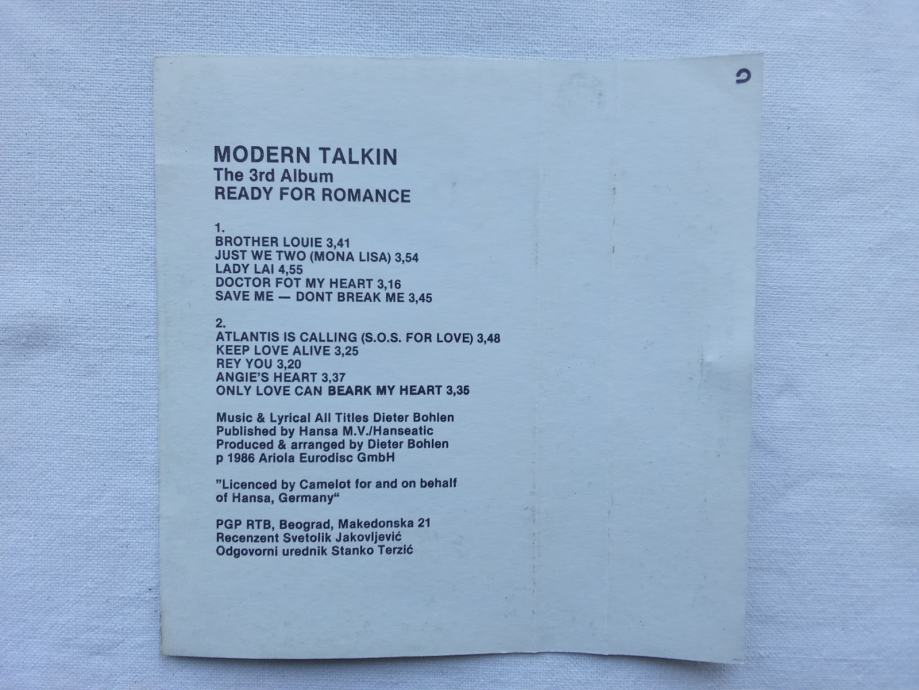 MODERN TALKIN
The 3rd Album
READY FOR ROMANCE
1.
BROTHER LOUIE 3,41
JUST WE TWO (MONA LISA) 3,54
LADY LAI 4,55
DOCTOR FOT MY HEART 3,16
SAVE ME — DONT BREAK ME 3,45
2.
ATLANTIS IS CALLING (S.O.S. FOR LOVE) 3,48
KEEP LOVE ALIVE 3,25
REY YOU 3,20
ANGIE'S HEART 3,37
ONLY LOVE CAN BEARK MY HEART 3,35
Music & Lyrical All Titles Dieter Bohlen
Published by Hansa M.V./Hanseatic
Produced & arranged by Dieter Bohlen
p 1986 Ariola Eurodisc GmbH
"Licenced by Camelot for and on behalf
of Hansa, Germany“
PGP RTB, Beograd, Makedonska 21
Recenzent Svetolik Jakovljević
Odgovorni urednik Stanko Terzić